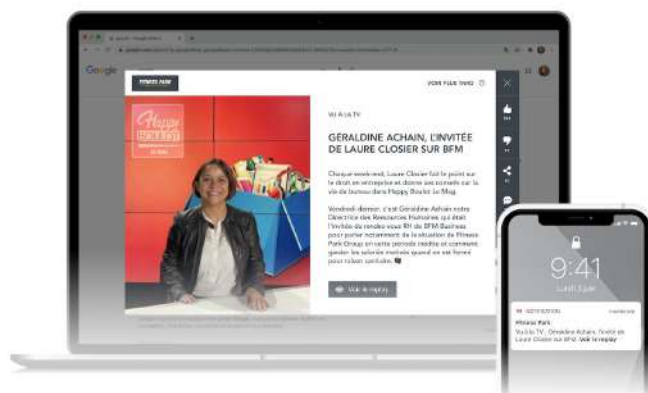 Google
FITNESS PARK
VOIR PLUS TARD
Happy
BOULOT
VU À LA TV
GÉRALDINE ACHAIN, L'INVITÉE
DE LAURE CLOSIER SUR BFM
Chaque week-end, Laure Closier fait le point sur
le droit en entreprise et donne ses conseils sur la
vie de bureau dans Happy Boulot Le Mag.
Vendredi dernier, c'est Géraldine Achain notre
Directrice des Ressources Humaines qui était
l'invitée du rendez-vous RH de BFM Business
pour parler notamment de la situation de Fitness
Park Group en cette période inédite et comment
garder les salariés motivés quand on est fermé
pour raison sanitaire.
Voir le replay
9:41
Lundi 3 juin
NOTIFICATION
Fitness Park
Vu à la TV : Géraldine Achain, l'invitée de
Laure Closier sur BFM. Voir le replay